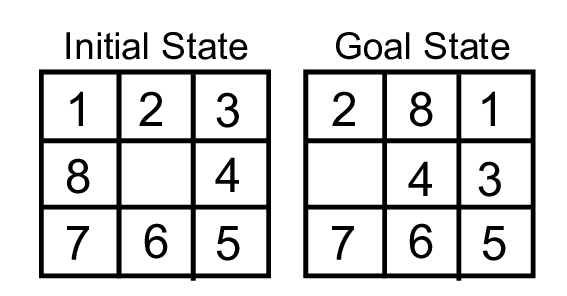 Initial State Goal State
1 2 3 2 8 1
8 4 4 3
7 6 5 7 6 5